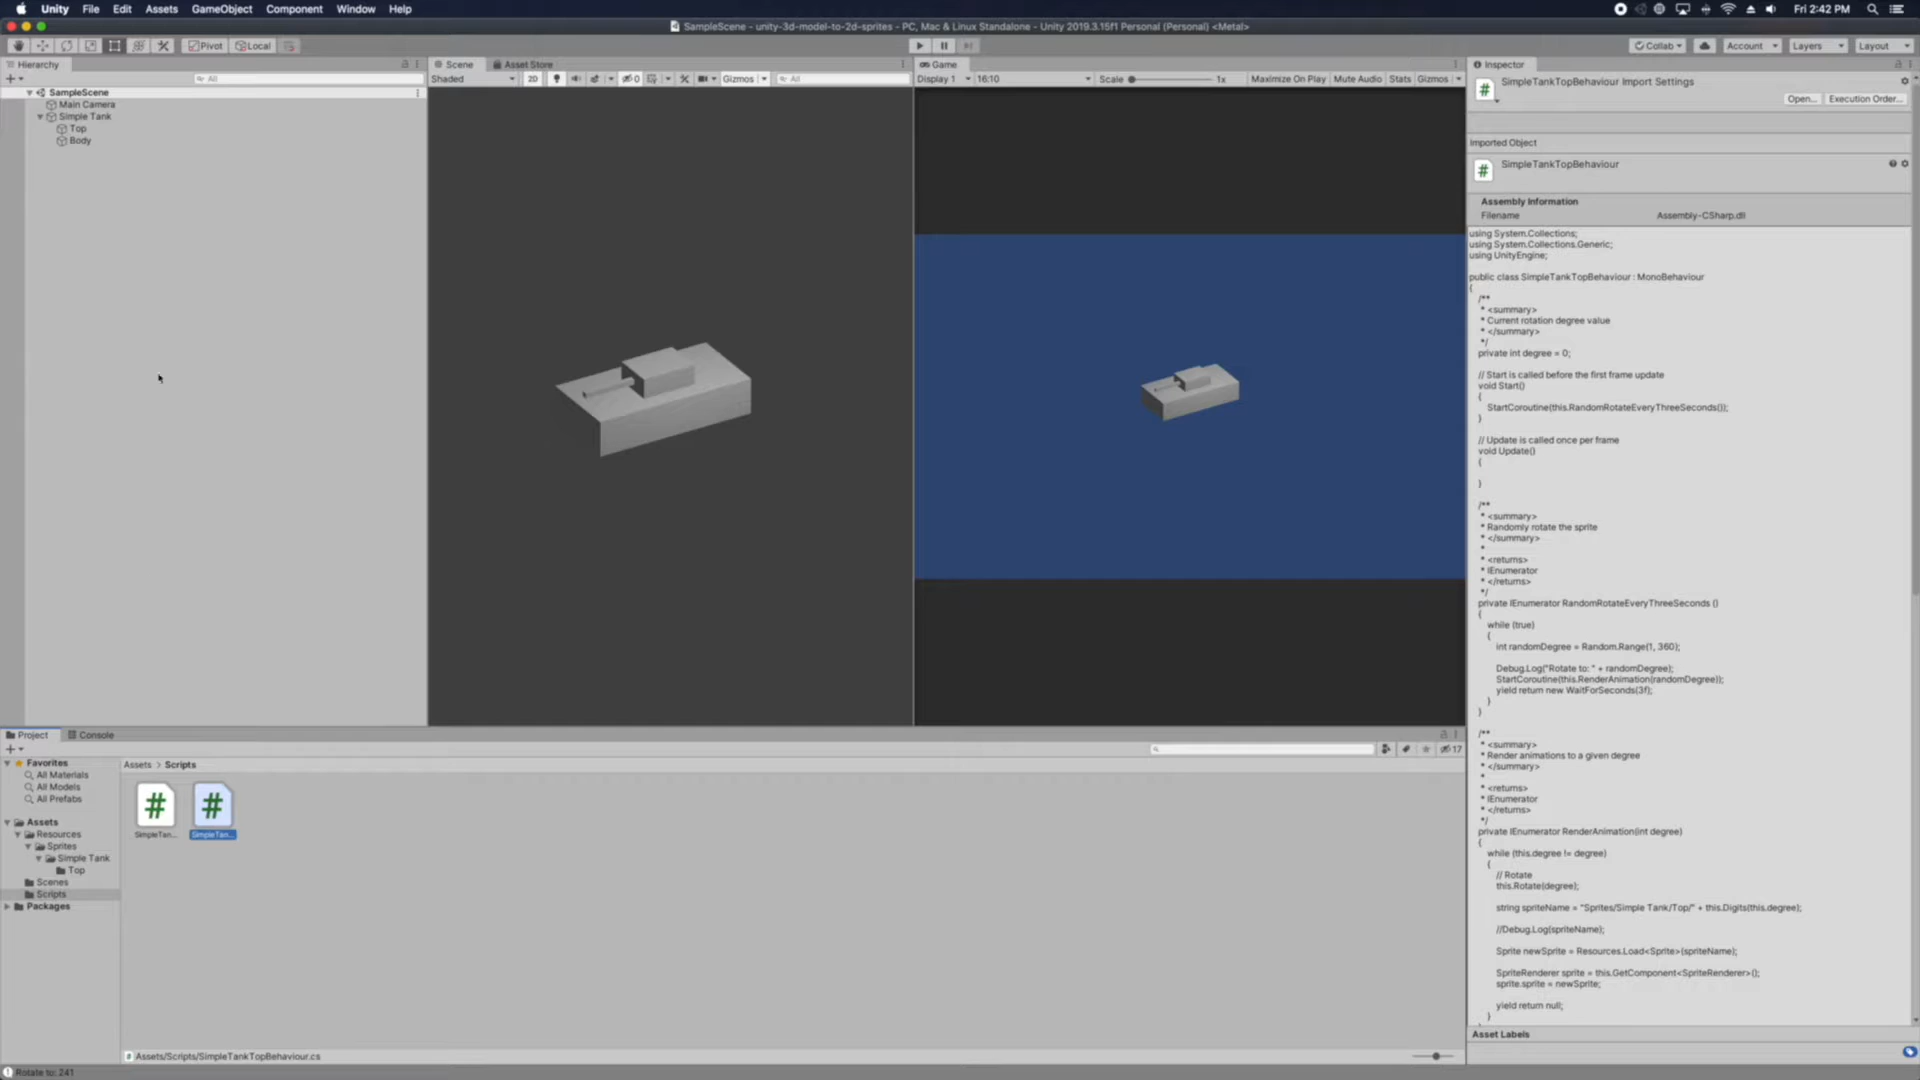 Unity File Edit Assets GameObject Component Window Help
Fri 2:42 PM
SampleScene - unity-3d-model-to-2d-sprites - PC, Mac & Linux Standalone - Unity 2019.3.15f1 Personal (Personal) <Metal>
Pivot Local
Collab Account Layers Layout
Hierarchy
All
SampleScene
Main Camera
Simple Tank
Top
Body
Scene Asset Store
Shaded 2D 0 Gizmos All
Game
Display 1 16:10 Scale 1x Maximize On Play Mute Audio Stats Gizmos
Inspector
SimpleTankTopBehaviour Import Settings
Open... Execution Order...
Imported Object
SimpleTankTopBehaviour
Assembly Information
Filename Assembly-CSharp.dll
using System.Collections;
using System.Collections.Generic;
using UnityEngine;
public class SimpleTankTopBehaviour : MonoBehaviour
{
/**
* <summary>
* Current rotation degree value
* </summary>
*/
private int degree = 0;
// Start is called before the first frame update
void Start()
{
StartCoroutine(this.RandomRotateEveryThreeSeconds());
}
// Update is called once per frame
void Update()
{
}
/**
* <summary>
* Randomly rotate the sprite
* </summary>
*
* <returns>
* IEnumerator
* </returns>
*/
private IEnumerator RandomRotateEveryThreeSeconds ()
{
while (true)
{
int randomDegree = Random.Range(1, 360);
Debug.Log("Rotate to: " + randomDegree);
StartCoroutine(this.RenderAnimation(randomDegree));
yield return new WaitForSeconds(3f);
}
}
/**
* <summary>
* Render animations to a given degree
* </summary>
*
* <returns>
* IEnumerator
* </returns>
*/
private IEnumerator RenderAnimation(int degree)
{
while (this.degree != degree)
{
// Rotate
this.Rotate(degree);
string spriteName = "Sprites/Simple Tank/Top/" + this.Digits(this.degree);
//Debug.Log(spriteName);
Sprite newSprite = Resources.Load<Sprite>(spriteName);
SpriteRenderer sprite = this.GetComponent<SpriteRenderer>();
sprite.sprite = newSprite;
yield return null;
}
Asset Labels
Project Console
17
Favorites
All Materials
All Models
All Prefabs
Assets
Resources
Sprites
Simple Tank
Top
Scenes
Scripts
Packages
Assets > Scripts
SimpleTan... SimpleTan...
Assets/Scripts/SimpleTankTopBehaviour.cs
Rotate to: 241